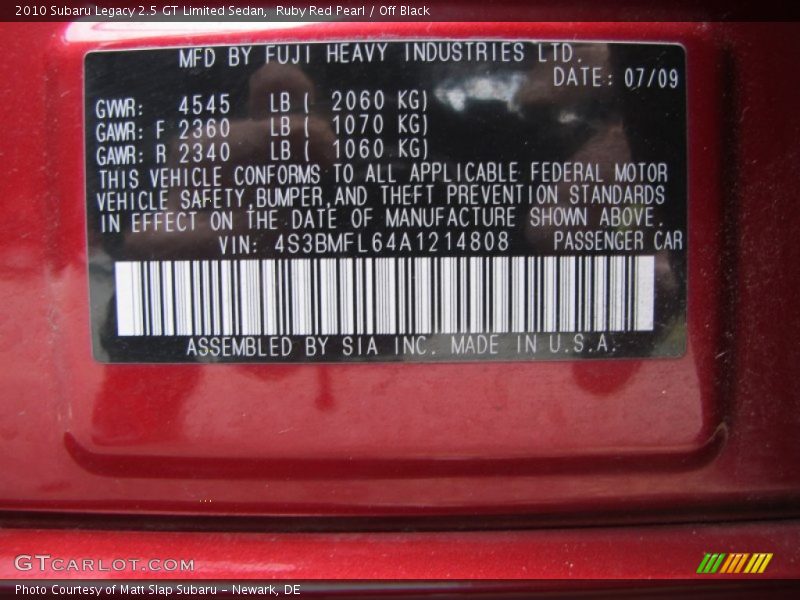 2010 Subaru Legacy 2.5 GT Limited Sedan, Ruby Red Pearl / Off Black
MFD BY FUJI HEAVY INDUSTRIES LTD.
DATE: 07/09
GVWR: 4545 LB ( 2060 KG)
GAWR: F 2360 LB ( 1070 KG)
GAWR: R 2340 LB ( 1060 KG)
THIS VEHICLE CONFORMS TO ALL APPLICABLE FEDERAL MOTOR
VEHICLE SAFETY,BUMPER,AND THEFT PREVENTION STANDARDS
IN EFFECT ON THE DATE OF MANUFACTURE SHOWN ABOVE.
VIN: 4S3BMFL64A1214808 PASSENGER CAR
ASSEMBLED BY SIA INC. MADE IN U.S.A.
GTCARLOT.COM
Photo Courtesy of Matt Slap Subaru - Newark, DE